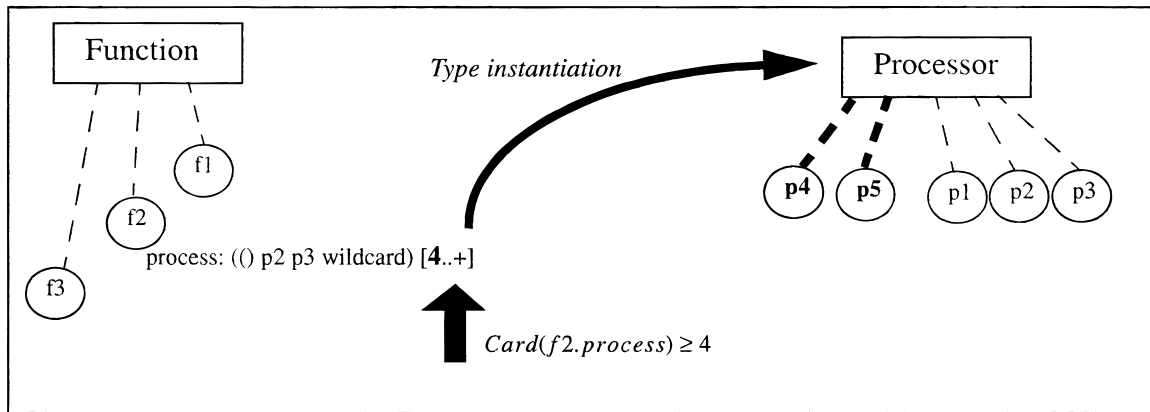 Function
Type instantiation
Processor
f1
f2
f3
p4
p5
p1
p2
p3
process: (() p2 p3 wildcard) [4..+]
Card(f2.process) ≥ 4